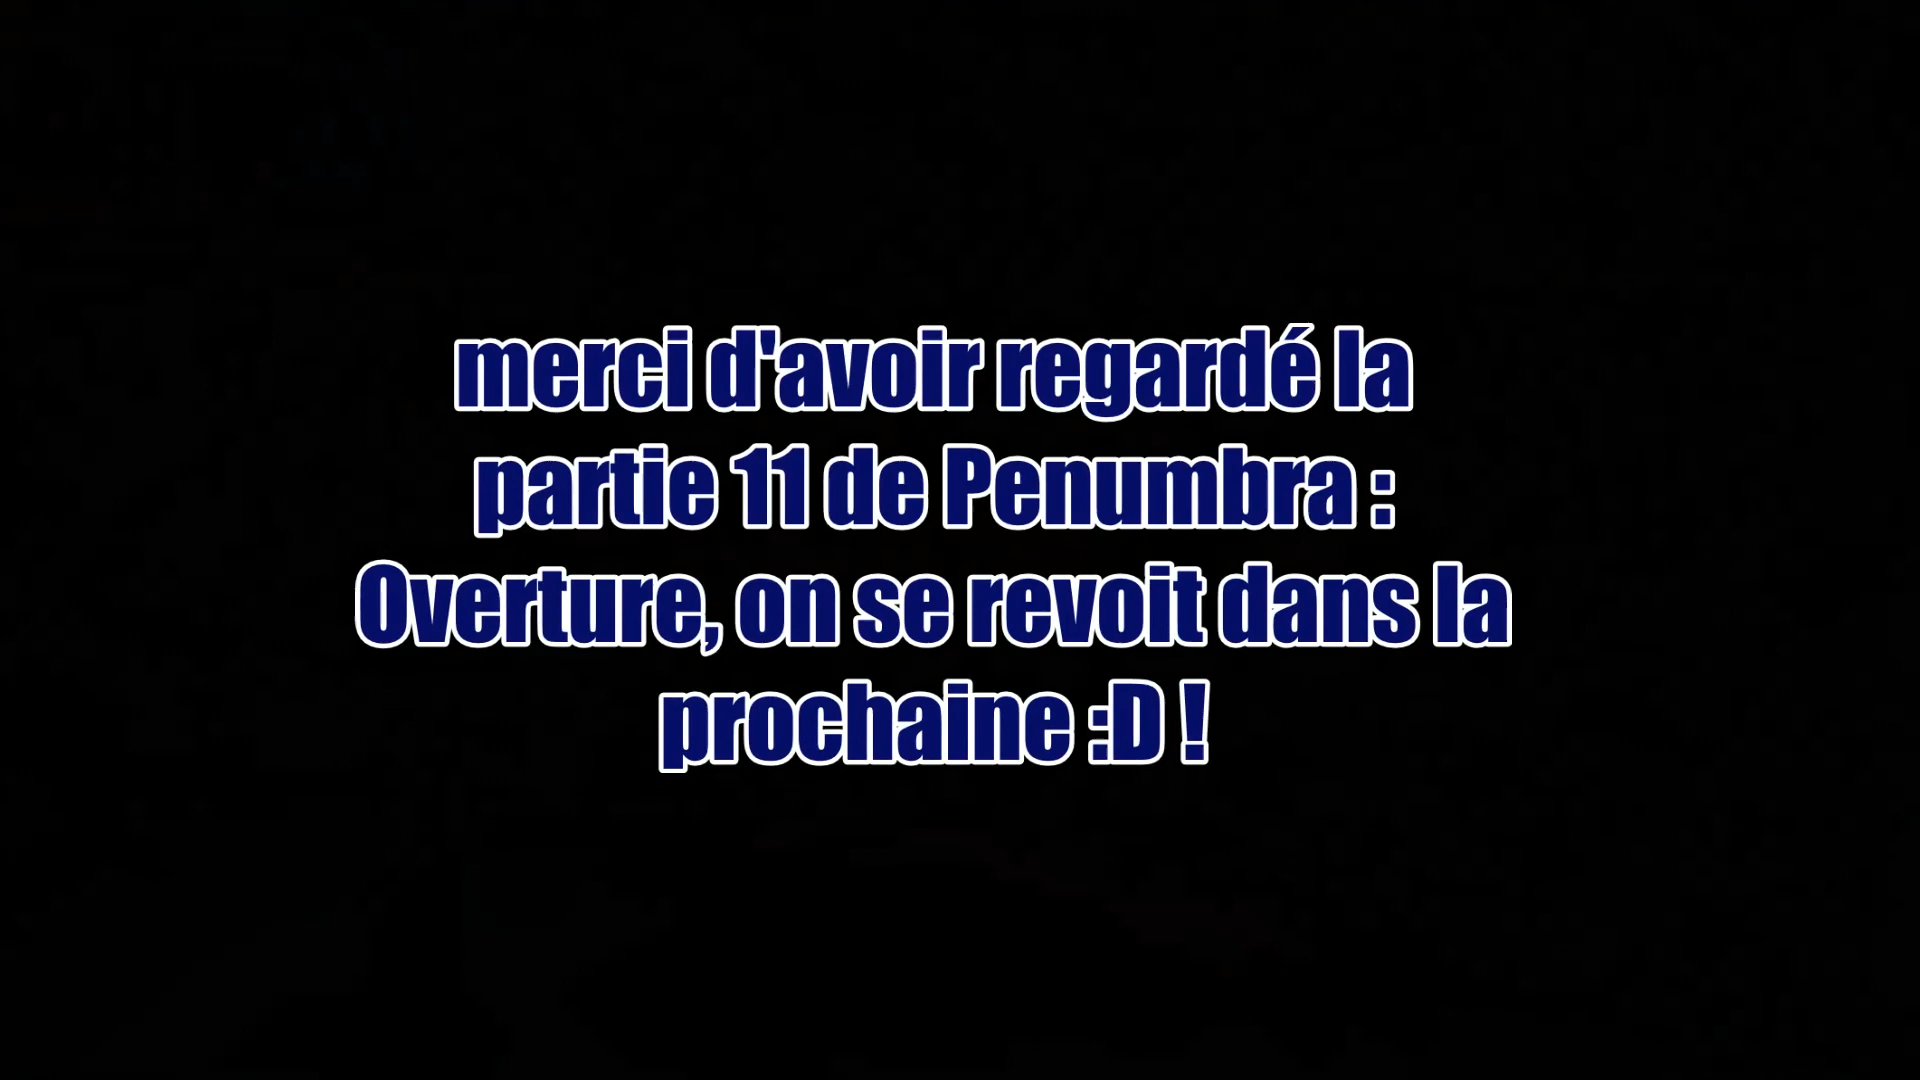 merci d'avoir regardé la
partie 11 de Penumbra :
Overture, on se revoit dans la
prochaine :D !